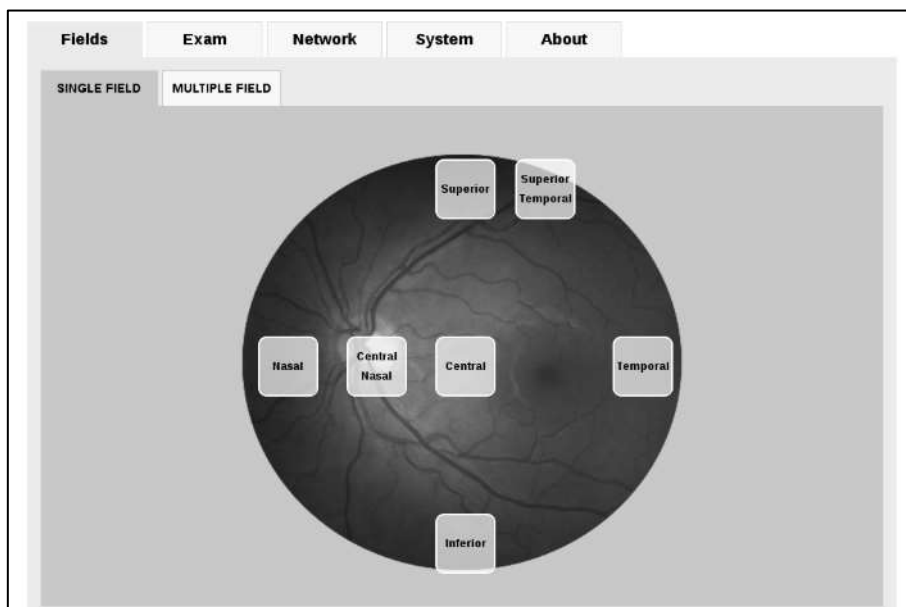 Fields Exam Network System About
SINGLE FIELD MULTIPLE FIELD
Superior
Superior
Temporal
Nasal
Central
Nasal
Central
Temporal
Inferior